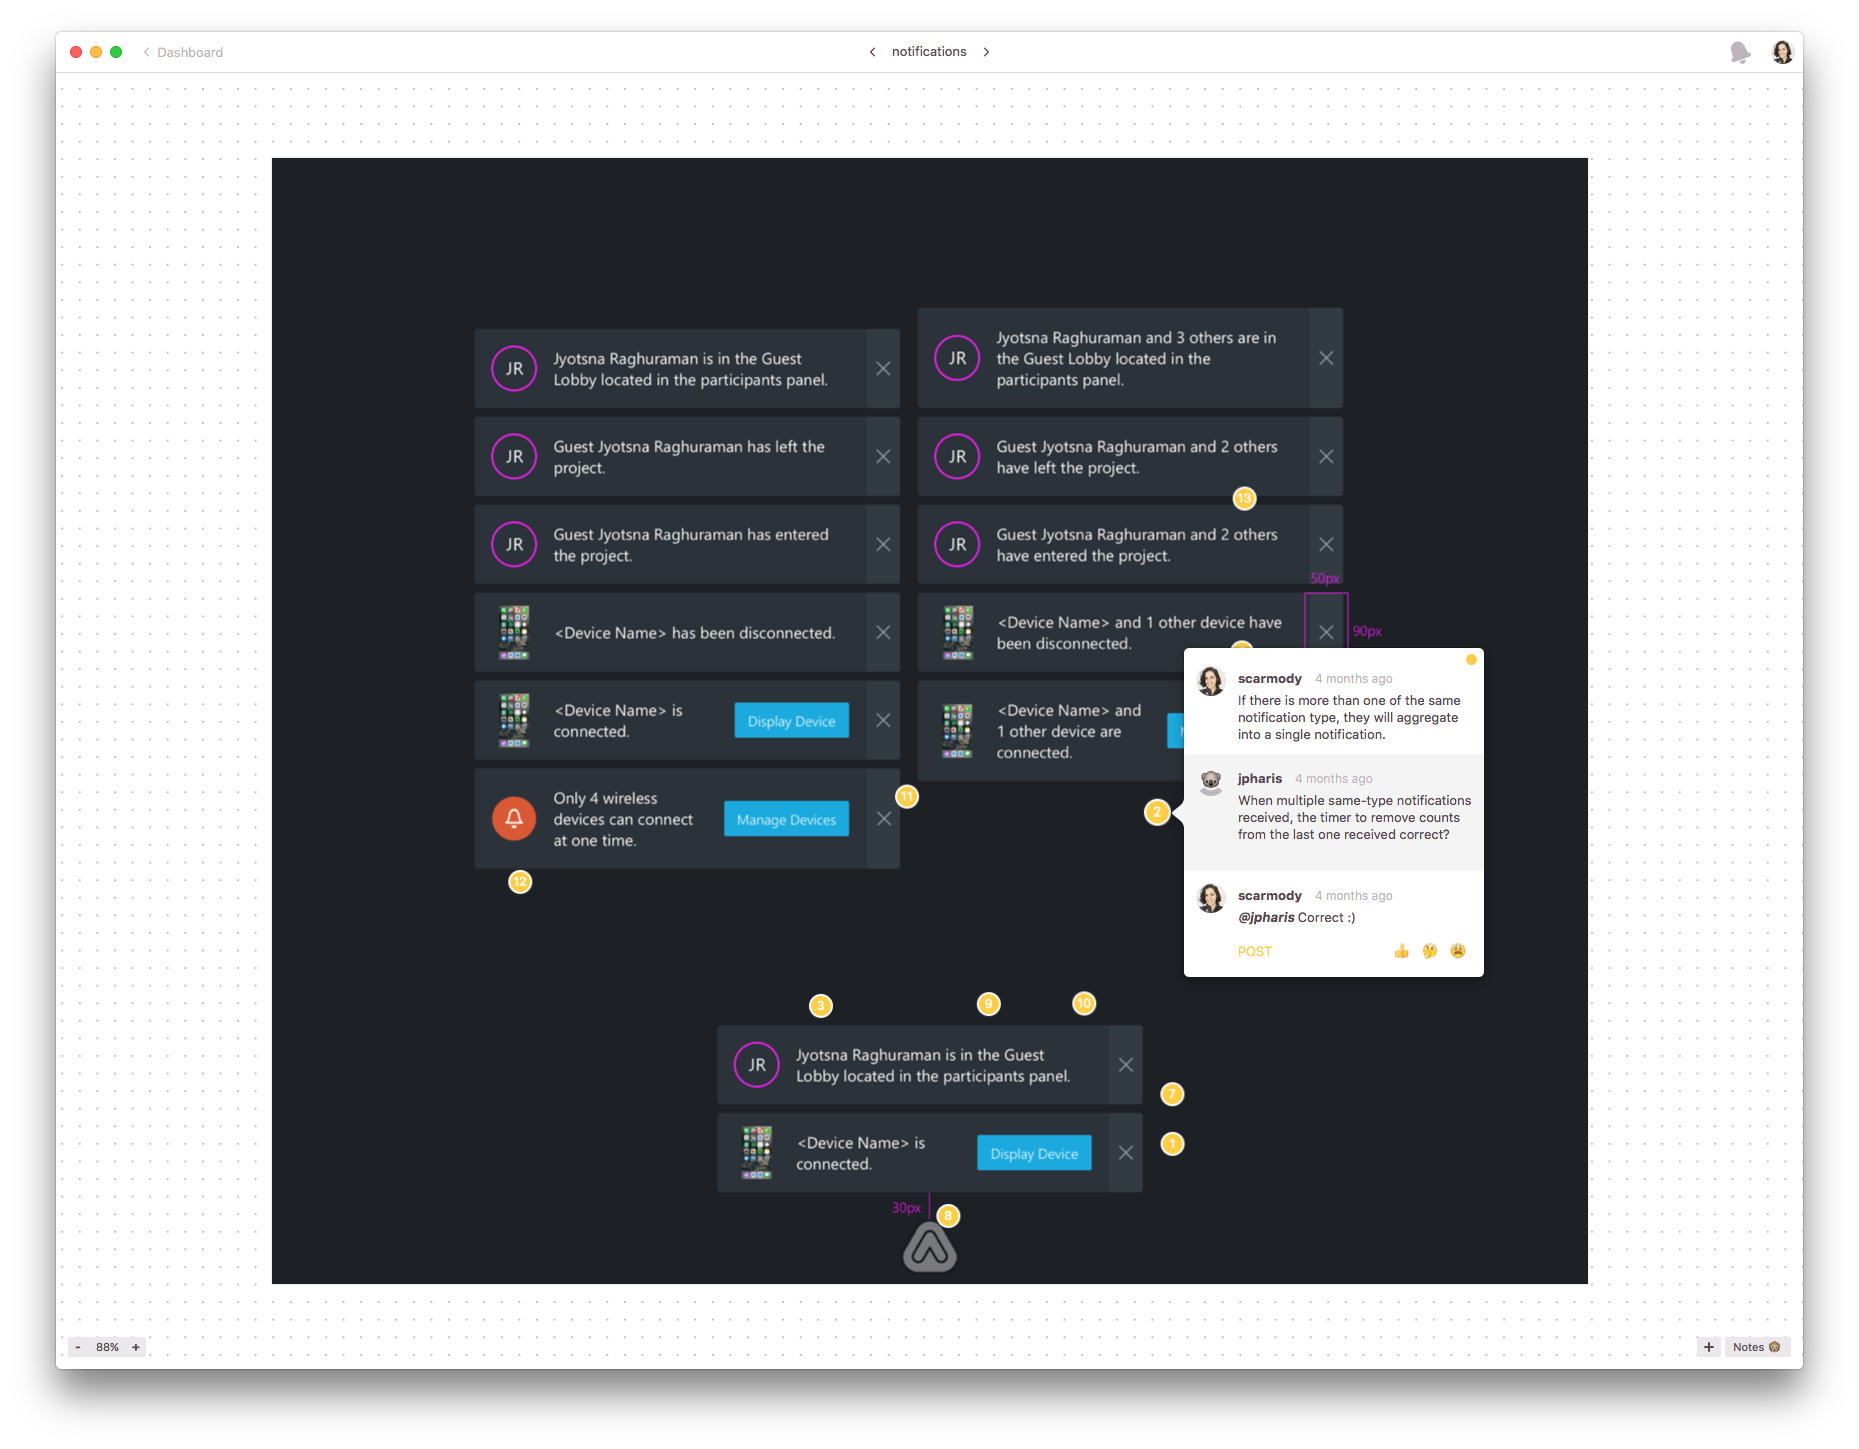 Dashboard
notifications
JR
Jyotsna Raghuraman is in the Guest
Lobby located in the participants panel.
JR
Guest Jyotsna Raghuraman has left the
project.
JR
Guest Jyotsna Raghuraman has entered
the project.
<Device Name> has been disconnected.
<Device Name> is
connected.
Display Device
Only 4 wireless
devices can connect
at one time.
Manage Devices
11
12
JR
Jyotsna Raghuraman and 3 others are in
the Guest Lobby located in the
participants panel.
JR
Guest Jyotsna Raghuraman and 2 others
have left the project.
13
JR
Guest Jyotsna Raghuraman and 2 others
have entered the project.
50px
<Device Name> and 1 other device have
been disconnected.
90px
<Device Name> and
1 other device are
connected.
2
scarmody 4 months ago
If there is more than one of the same
notification type, they will aggregate
into a single notification.
jpharis 4 months ago
When multiple same-type notifications
received, the timer to remove counts
from the last one received correct?
scarmody 4 months ago
@jpharis Correct :)
POST
3
9
10
JR
Jyotsna Raghuraman is in the Guest
Lobby located in the participants panel.
7
<Device Name> is
connected.
Display Device
1
30px
8
- 88% +
+ Notes